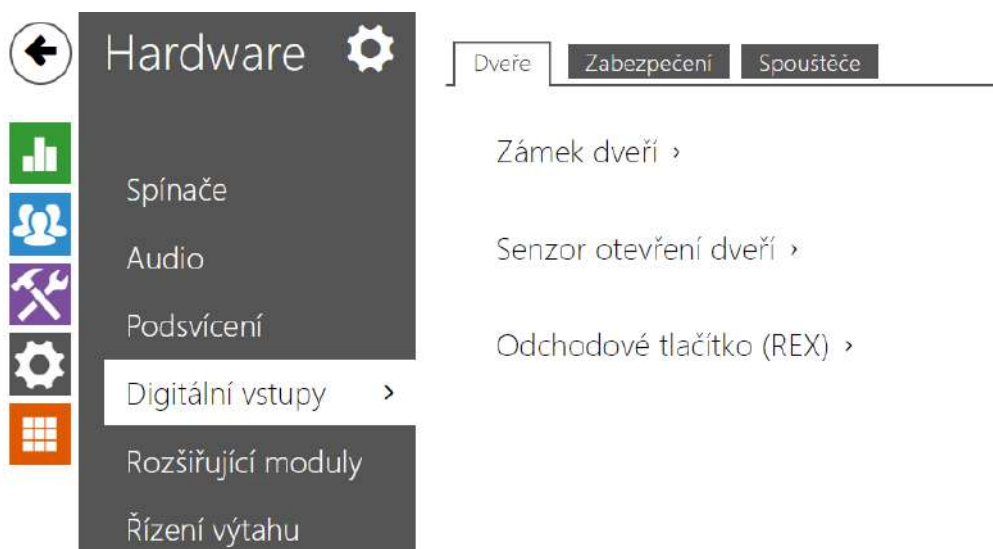 Hardware
Spínače
Audio
Podsvícení
Digitální vstupy
Rozšiřující moduly
Řízení výtahu
Dveře Zabezpečení Spouštěče
Zámek dveří
Senzor otevření dveří
Odchodové tlačítko (REX)